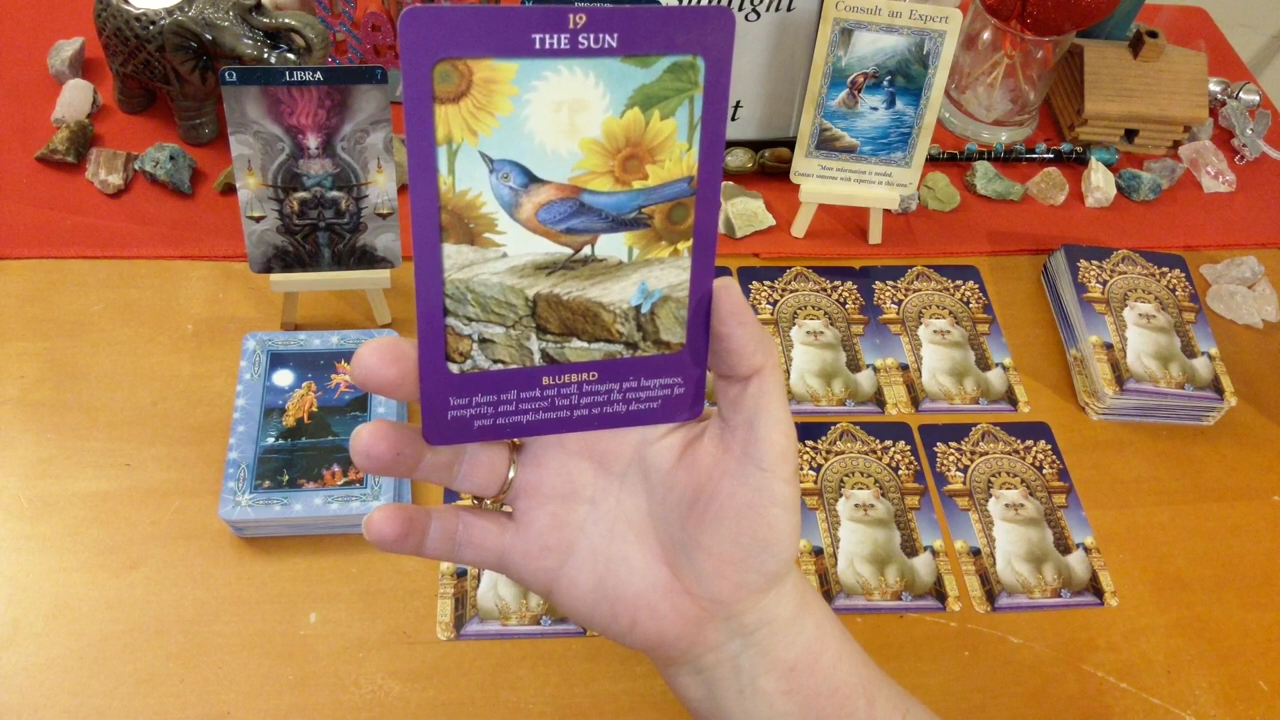 19
THE SUN
BLUEBIRD
Your plans will work out well, bringing you happiness,
prosperity, and success! You'll garner the recognition for
your accomplishments you so richly deserve!
LIBRA
7
Consult an Expert
"More information is needed.
Contact someone with expertise in this area."